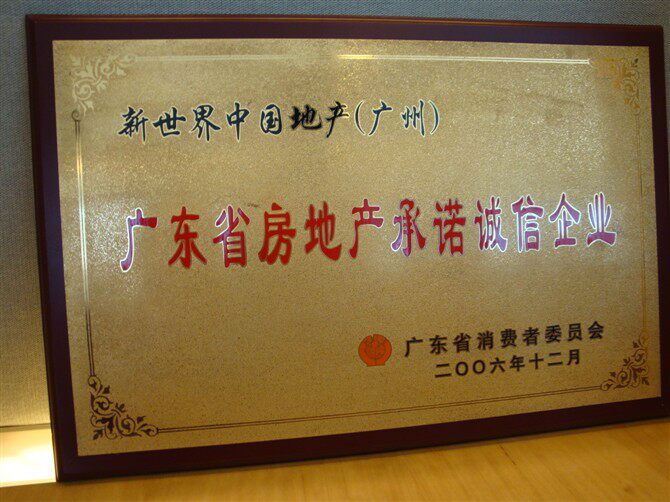 新世界中国地产(广州)
广东省房地产承诺诚信企业
广东省消费者委员会
二〇〇六年十二月